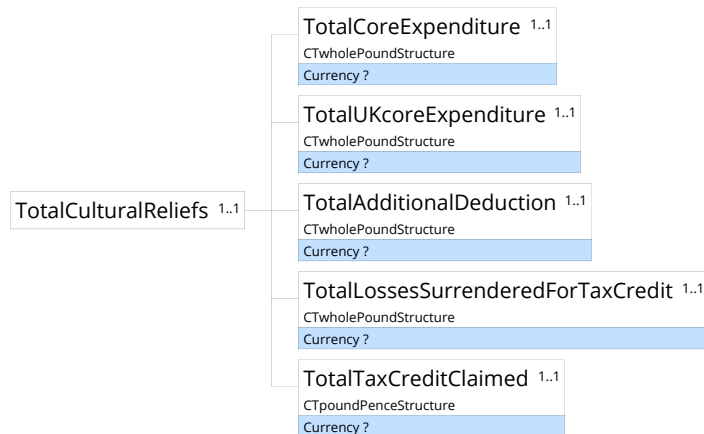 TotalCoreExpenditure 1..1
CTwholePoundStructure
Currency ?
TotalUKcoreExpenditure 1..1
CTwholePoundStructure
Currency ?
TotalCulturalReliefs 1..1
TotalAdditionalDeduction 1..1
CTwholePoundStructure
Currency ?
TotalLossesSurrenderedForTaxCredit 1..1
CTwholePoundStructure
Currency ?
TotalTaxCreditClaimed 1..1
CTpoundPenceStructure
Currency ?